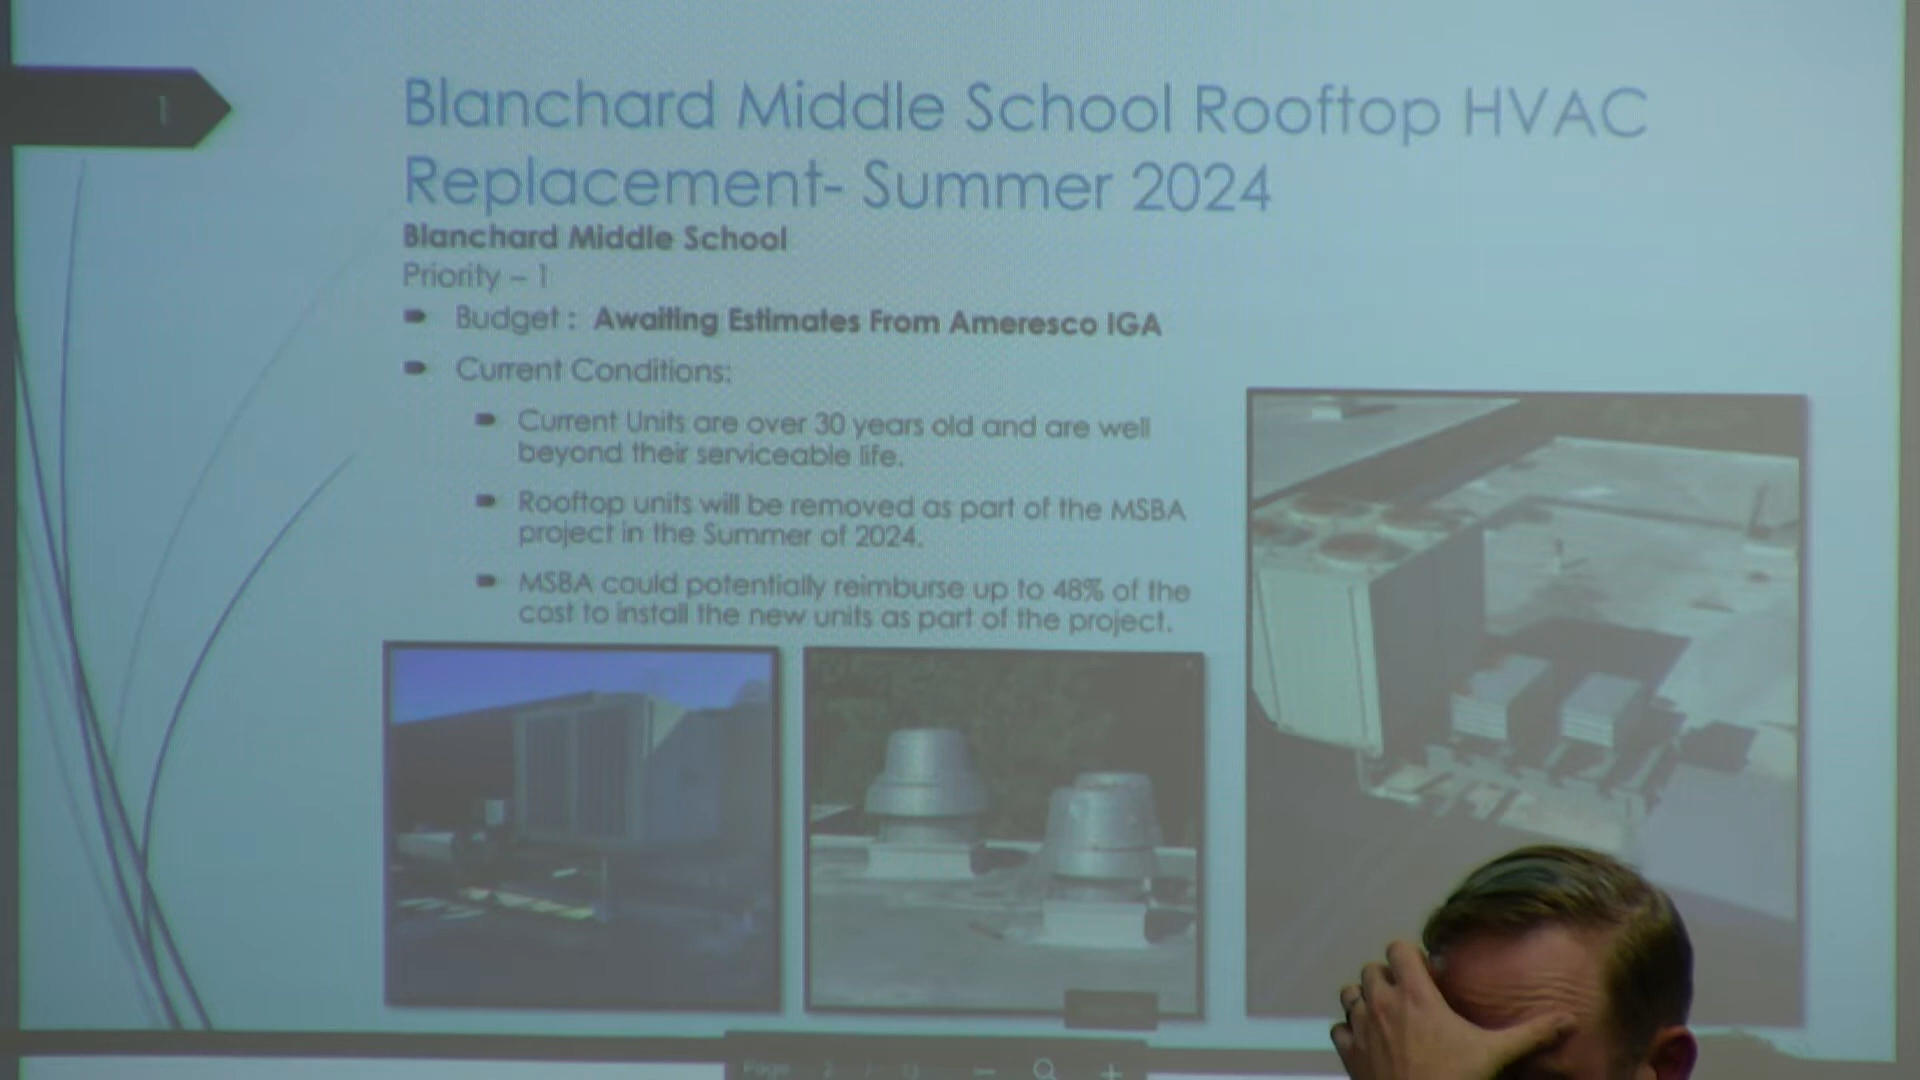 1
Blanchard Middle School Rooftop HVAC
Replacement- Summer 2024
Blanchard Middle School
Priority – 1
Budget : Awaiting Estimates From Ameresco IGA
Current Conditions:
Current Units are over 30 years old and are well
beyond their serviceable life.
Rooftop units will be removed as part of the MSBA
project in the Summer of 2024.
MSBA could potentially reimburse up to 48% of the
cost to install the new units as part of the project.
Page 2 /